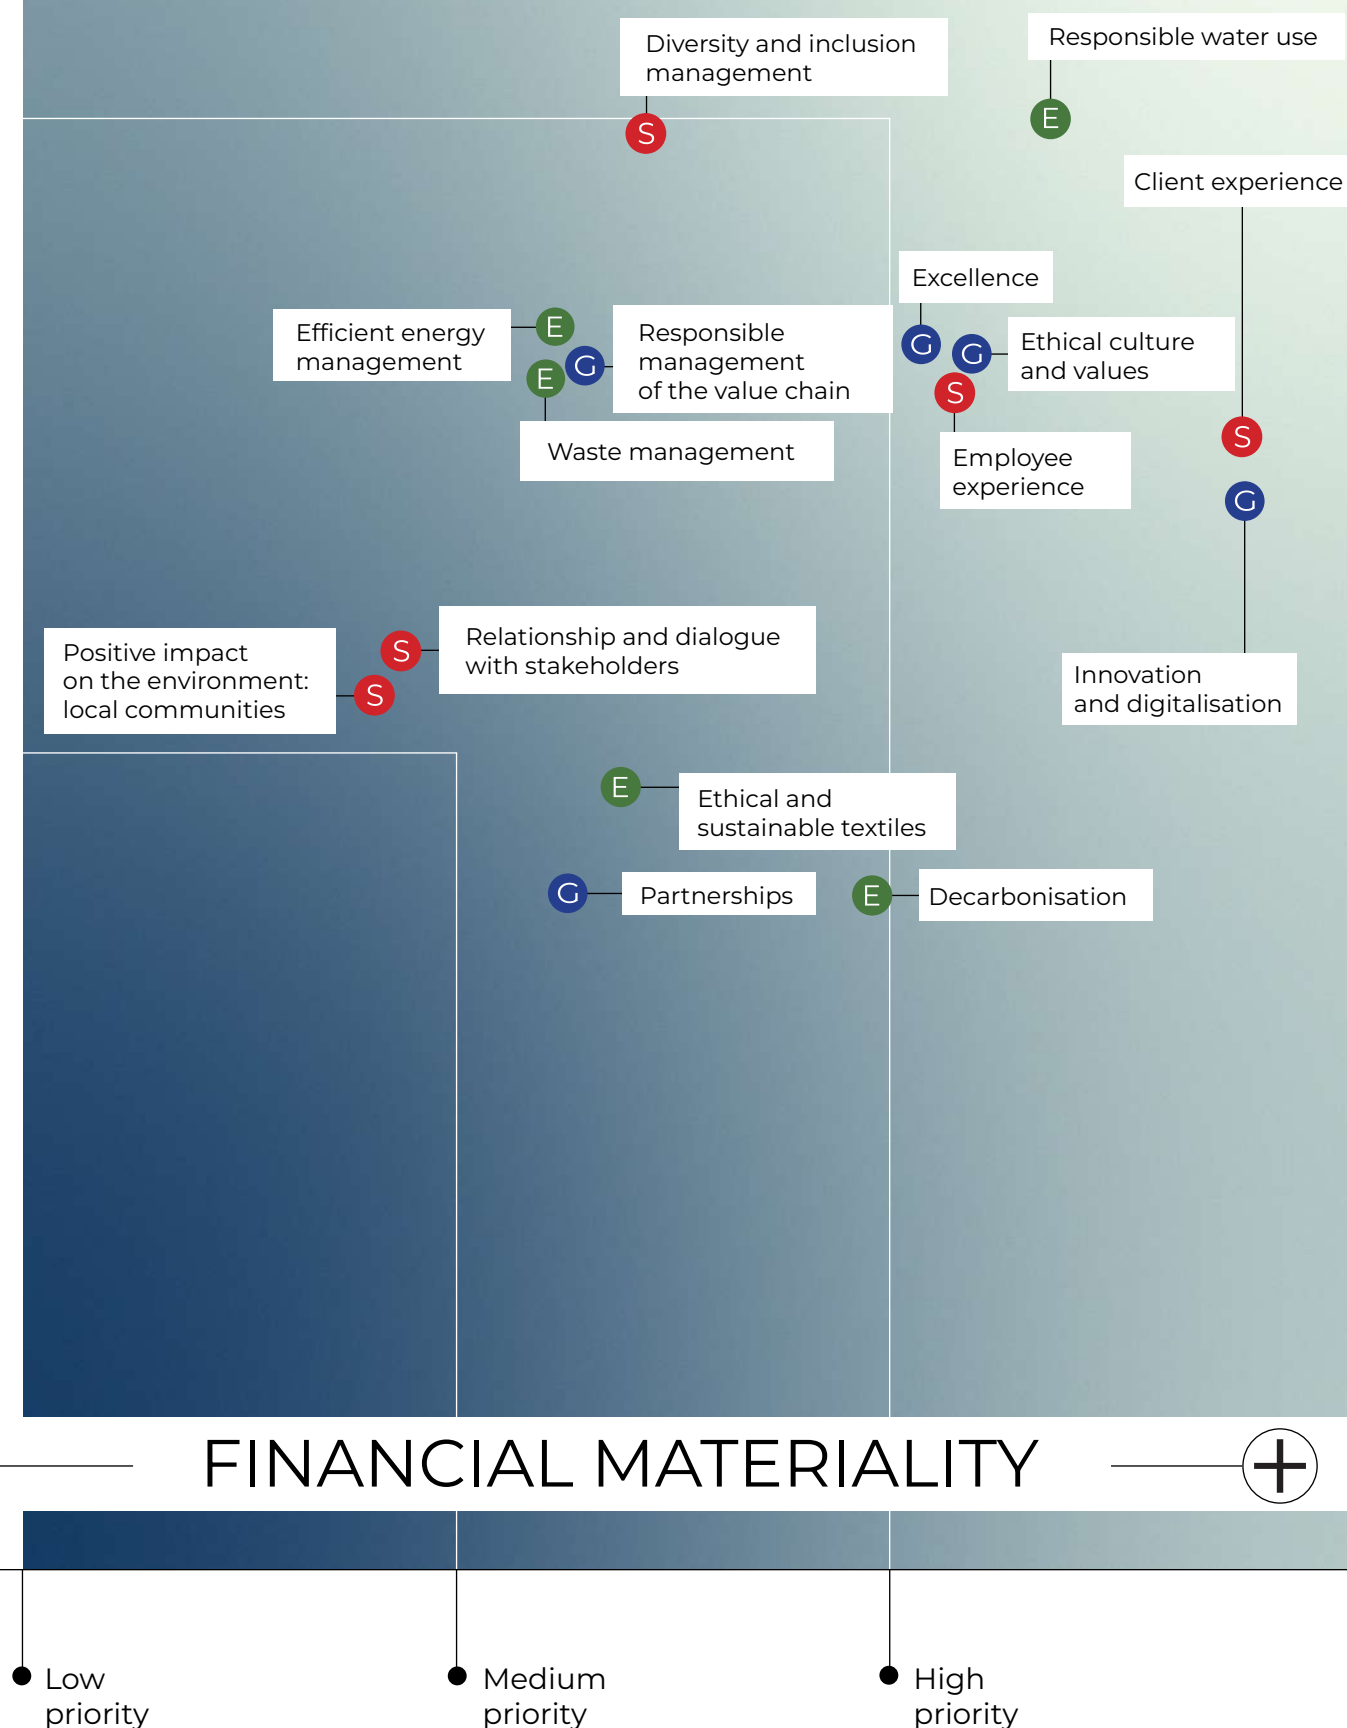 Diversity and inclusion
management
S
Responsible water use
E
Client experience
S
Excellence
G
Efficient energy
management
E
Responsible
management
of the value chain
G
Ethical culture
and values
G
E
Waste management
S
Employee
experience
G
Innovation
and digitalisation
Relationship and dialogue
with stakeholders
S
Positive impact
on the environment:
local communities
S
E
Ethical and
sustainable textiles
G
Partnerships
E
Decarbonisation
FINANCIAL MATERIALITY
+
Low
priority
Medium
priority
High
priority